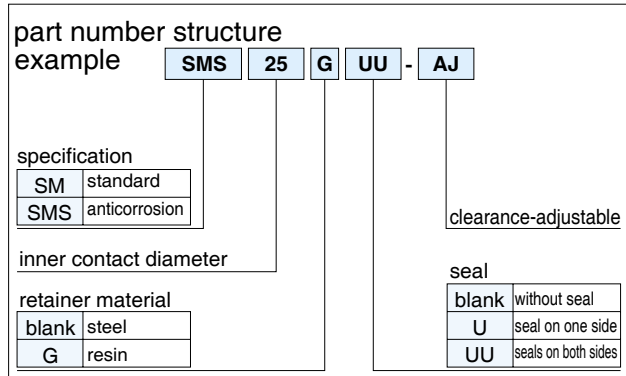 part number structure
example SMS 25 G UU - AJ
specification
SM standard
SMS anticorrosion
clearance-adjustable
inner contact diameter
seal
blank without seal
U seal on one side
UU seals on both sides
retainer material
blank steel
G resin